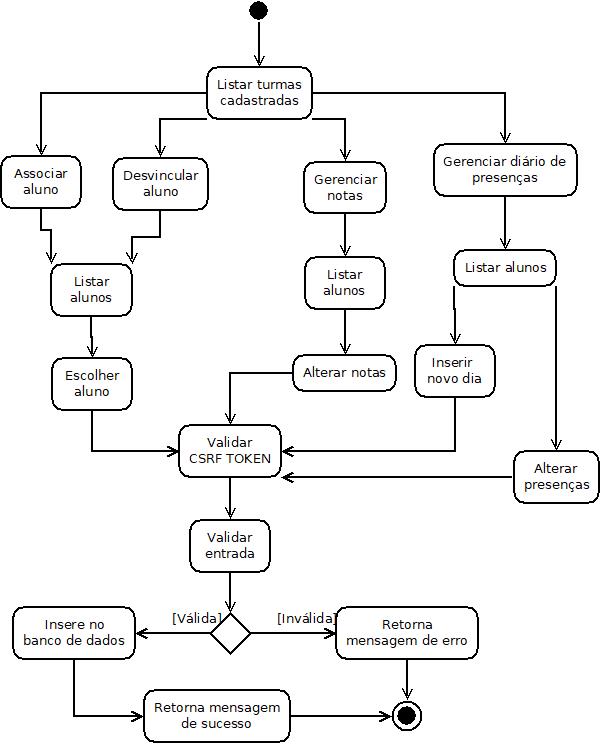 Listar turmas
cadastradas
Associar
aluno
Desvincular
aluno
Gerenciar
notas
Gerenciar diário de
presenças
Listar
alunos
Listar
alunos
Listar alunos
Escolher
aluno
Alterar notas
Inserir
novo dia
Validar
CSRF TOKEN
Alterar
presenças
Validar
entrada
[Válida]
[Inválida]
Insere no
banco de dados
Retorna
mensagem de erro
Retorna mensagem
de sucesso